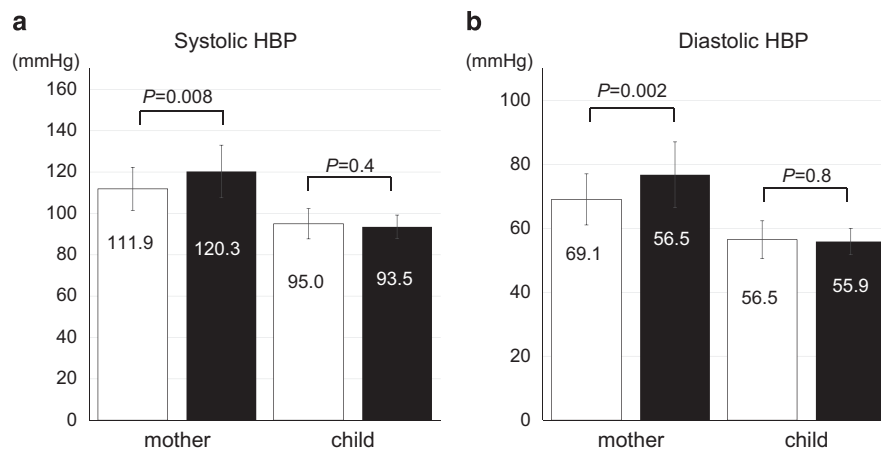 a
Systolic HBP
(mmHg)
160
140
120
100
80
60
40
20
0
P=0.008
P=0.4
111.9
120.3
95.0
93.5
mother
child
b
Diastolic HBP
(mmHg)
100
80
60
40
20
0
P=0.002
P=0.8
69.1
56.5
56.5
55.9
mother
child